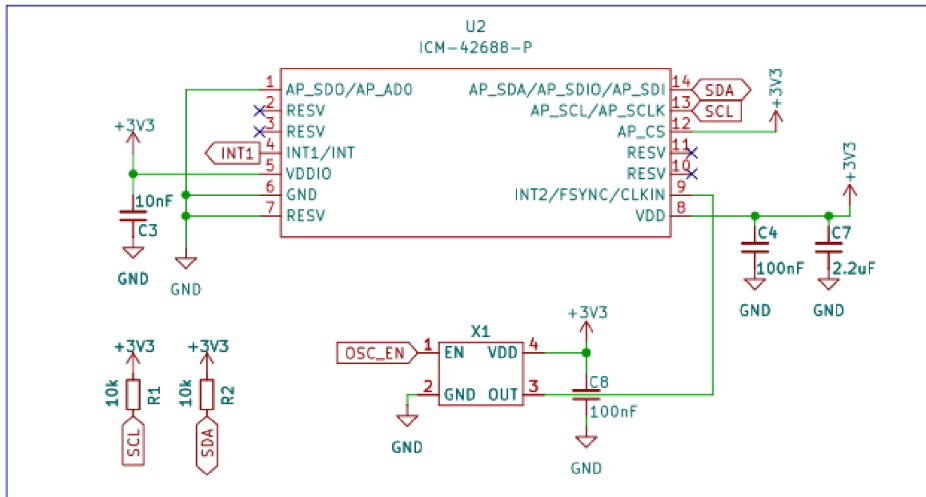 U2
ICM-42688-P
1 AP_SDO/AP_AD0 AP_SDA/AP_SDIO/AP_SDI 14 SDA
2 RESV AP_SCL/AP_SCLK 13 SCL
3 RESV AP_CS 12 +3V3
+3V3 INT1 4 INT1/INT RESV 11
5 VDDIO RESV 10 +3V3
6 GND INT2/FSYNC/CLKIN 9
10nF 7 RESV VDD 8
C3 C4 C7
100nF 2.2uF
GND GND GND GND
+3V3
X1
+3V3 +3V3 OSC_EN 1 EN VDD 4
10k R1 10k R2 2 GND OUT 3 C8
100nF
SCL SDA GND
GND